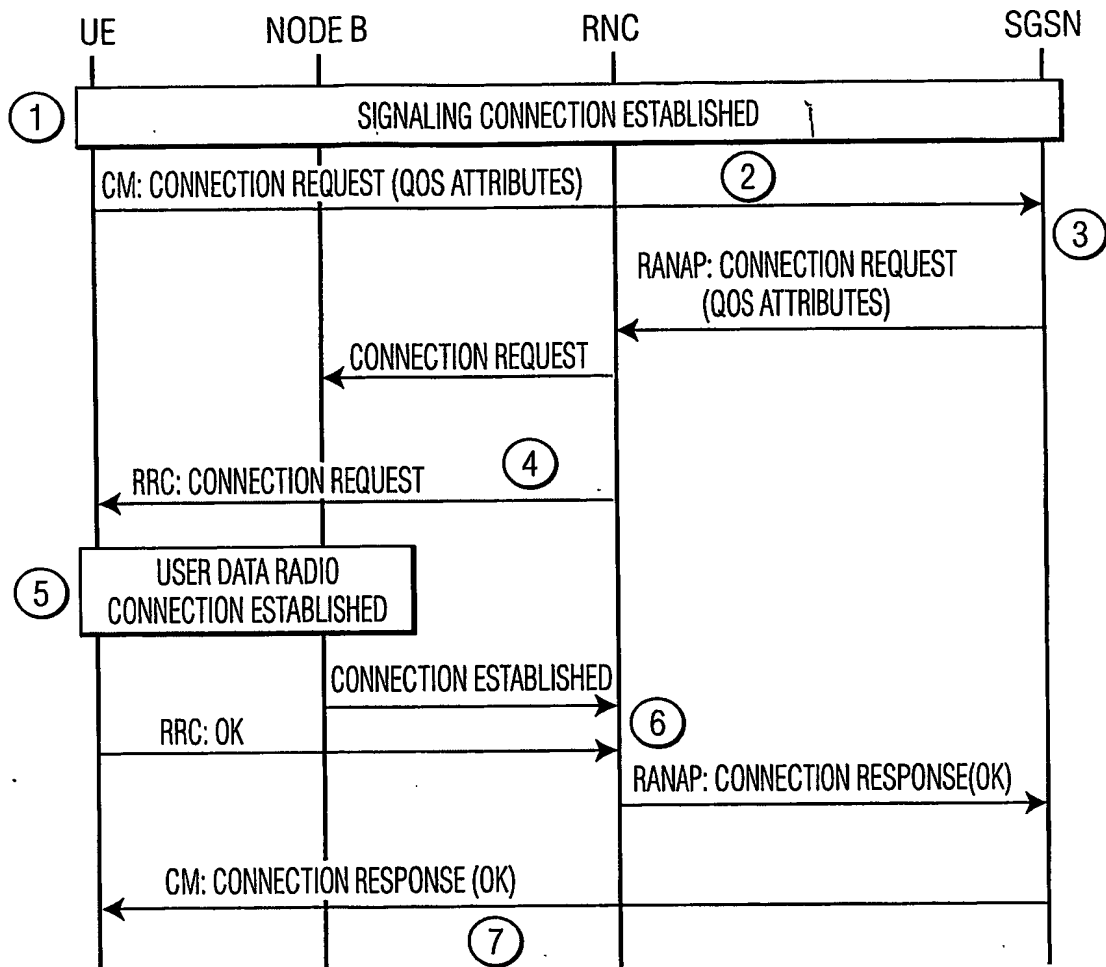 UE NODE B RNC SGSN
1 SIGNALING CONNECTION ESTABLISHED
CM: CONNECTION REQUEST (QOS ATTRIBUTES) 2
3
RANAP: CONNECTION REQUEST
(QOS ATTRIBUTES)
CONNECTION REQUEST
4
RRC: CONNECTION REQUEST
5
USER DATA RADIO
CONNECTION ESTABLISHED
CONNECTION ESTABLISHED
6
RRC: OK
RANAP: CONNECTION RESPONSE(OK)
CM: CONNECTION RESPONSE (OK)
7